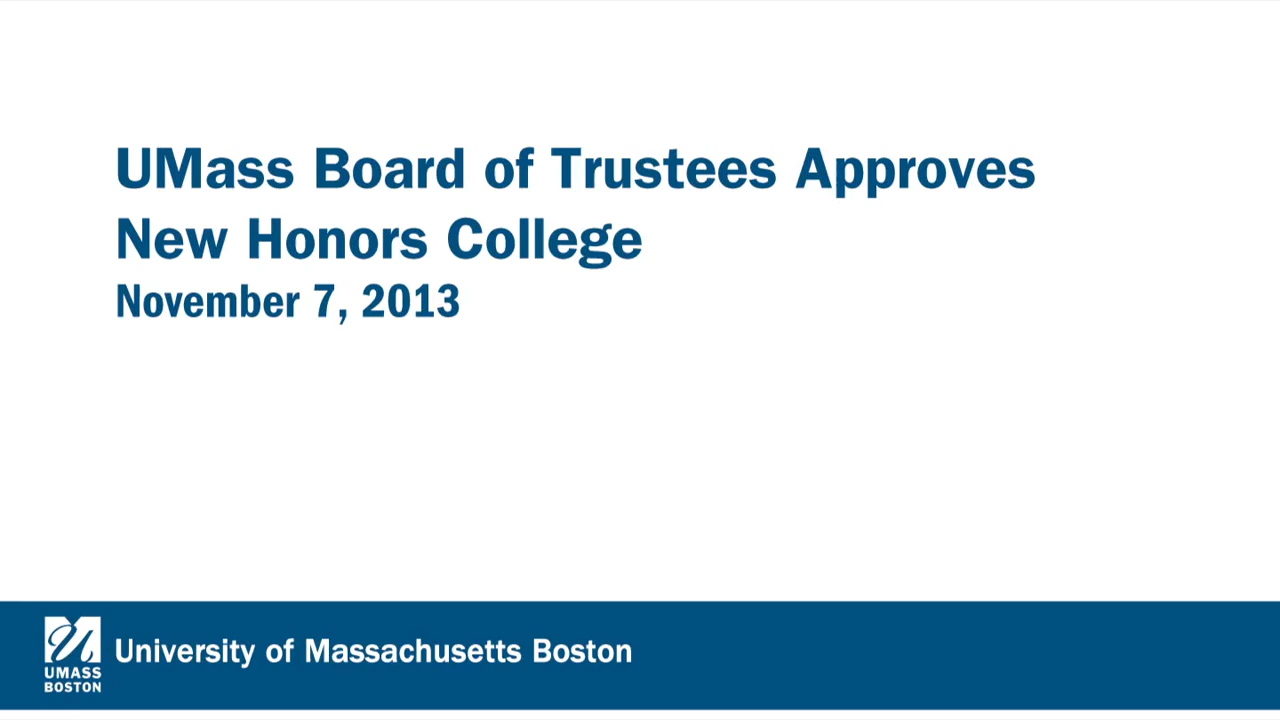 UMass Board of Trustees Approves
New Honors College
November 7, 2013
University of Massachusetts Boston
UMASS
BOSTON